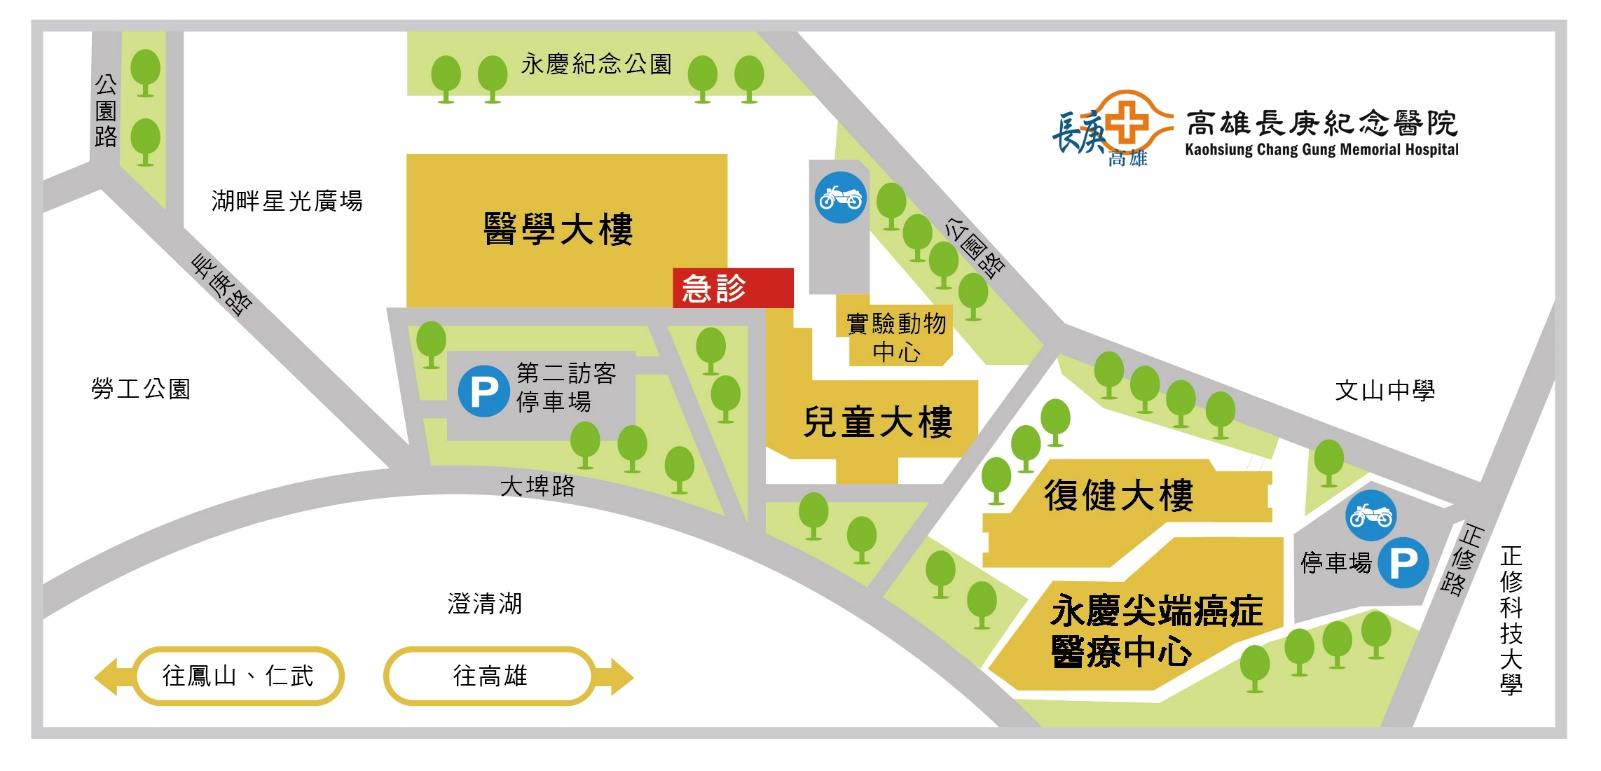 永慶紀念公園
公園路
長庚
高雄
高雄長庚紀念醫院
Kaohsiung Chang Gung Memorial Hospital
湖畔星光廣場
醫學大樓
公園路
長庚路
急診
實驗動物
中心
勞工公園
P
第二訪客
停車場
兒童大樓
文山中學
大埤路
復健大樓
停車場
P
正修路
正修科技大學
澄清湖
永慶尖端癌症
醫療中心
往鳳山、仁武
往高雄